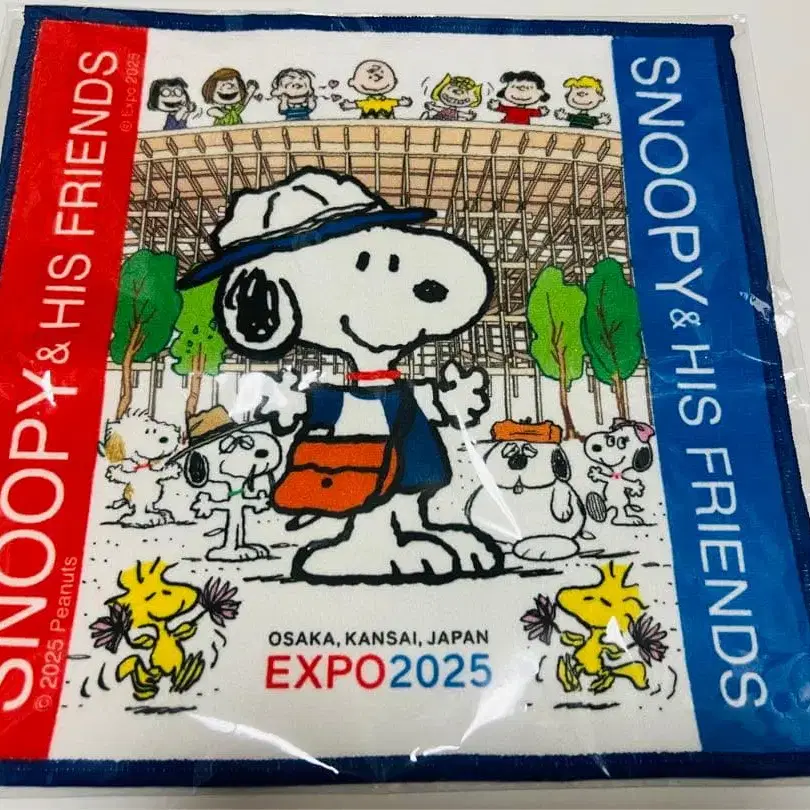 SNOOPY & HIS FRIENDS
© Expo 2025
© 2025 Peanuts
SNOOPY & HIS FRIENDS
OSAKA, KANSAI, JAPAN
EXPO2025